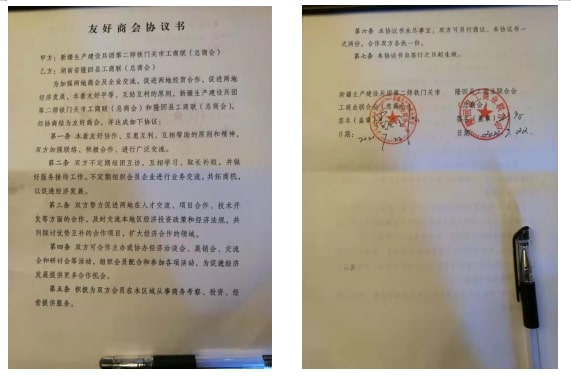 友好商会协议书
甲方：新疆生产建设兵团第二师铁门关市工商联（总商会）
乙方：湖南省隆回县工商联（总商会）
为加强两地商会及企业交流，促进两地经贸合作，促进两地
经济发展，本着友好平等、互助互利的原则，新疆生产建设兵团
第二师铁门关市工商联（总商会）和隆回县工商联（总商会），
经协商结为友好商会，并达成如下协议：
第一条 本着友好协作、互惠互利、相互帮助的原则和精神，
双方加强联络、积极合作、进行广泛交流。
第二条 双方不定期组团互访，互相学习、取长补短，并做
好服务接待工作，不定期组织会员企业进行业务交流，共拓商机，
以促进经济发展。
第三条 双方努力促进两地在人才交流、项目合作、技术开
发等方面的合作，及时交流本地区经济投资政策和经济法规，共
同探讨优势互补的合作项目，扩大经济合作的领域。
第四条 双方可合作主办或协办经济洽谈会、展销会、交流
会和研讨会等活动，组织会员配合和参加各项活动，为促进经济
发展提供更多合作机会。
第五条 积极为双方会员在本区域从事商务考察、投资、经
营提供服务。
第六条 本协议书未尽事宜，双方可另行商议。本协议书一
式两份，合作双方各执一份。
第七条 本协议书自签订之日起生效。
新疆生产建设兵团第二师铁门关市
工商业联合会
签名（盖章
日期：
隆回县工商业联合会
日期：